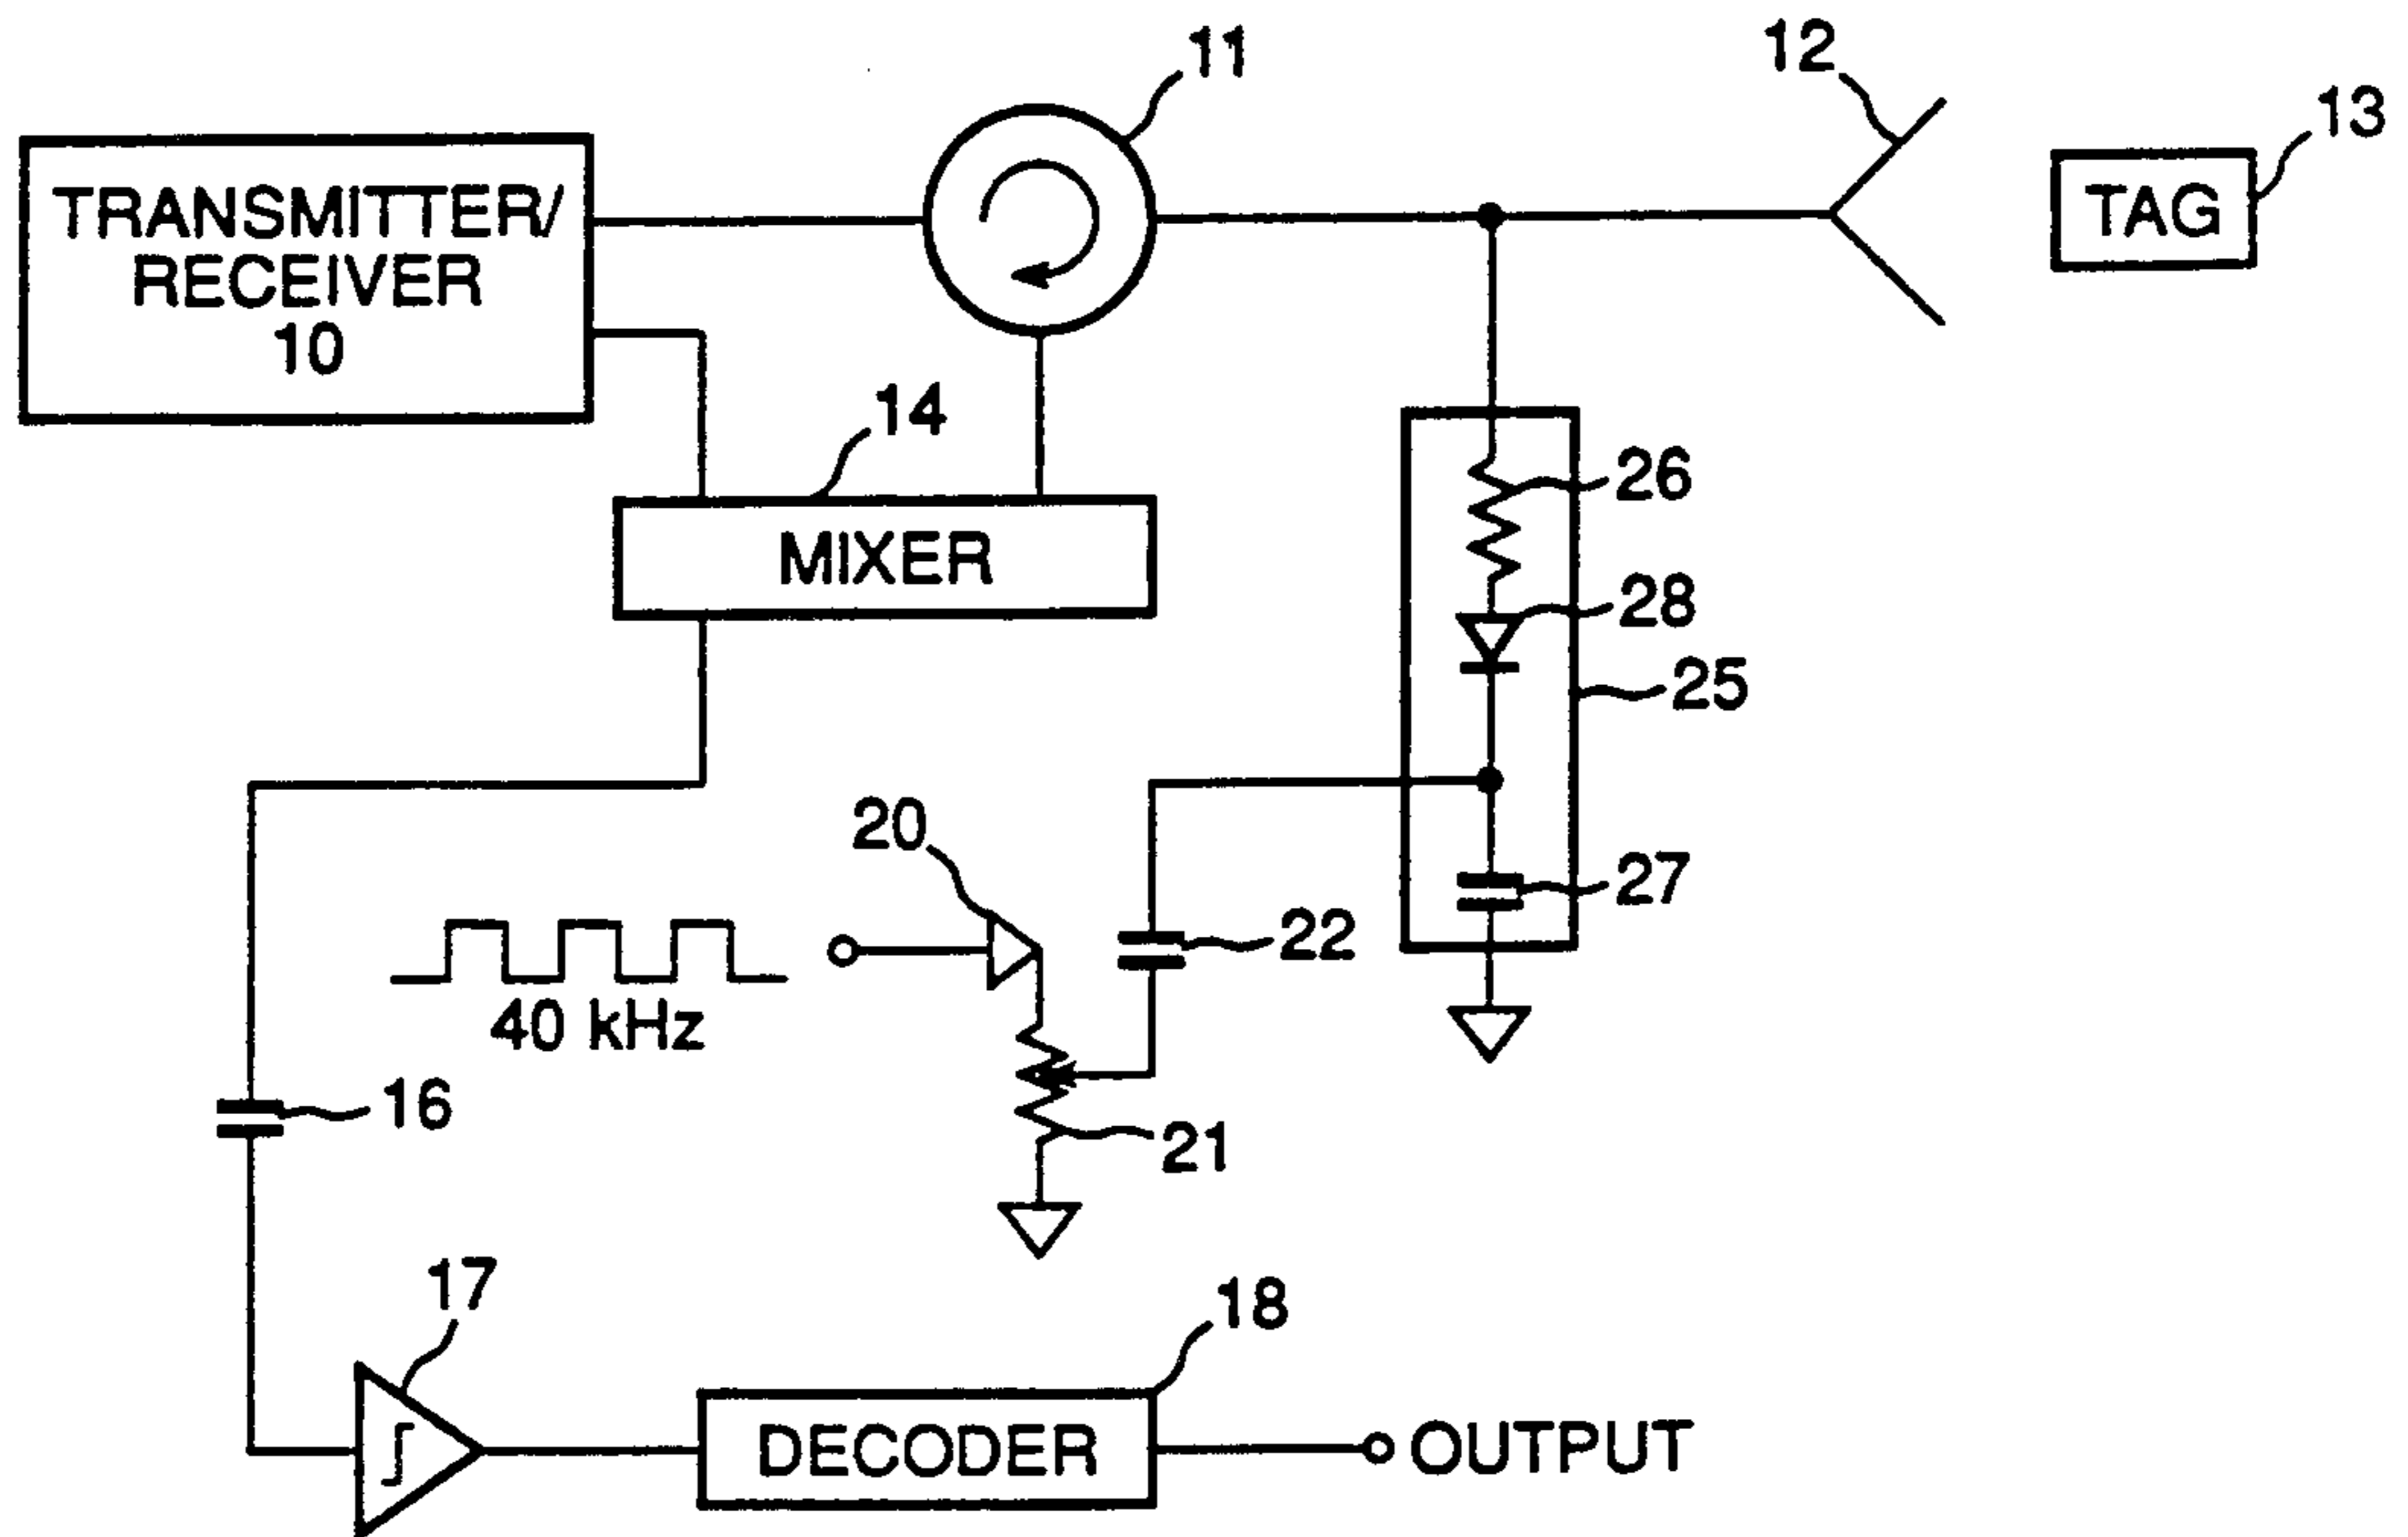 11
12
13
TRANSMITTER/
RECEIVER
10
TAG
14
26
MIXER
28
25
20
27
22
40 kHz
16
21
17
18
DECODER
OUTPUT